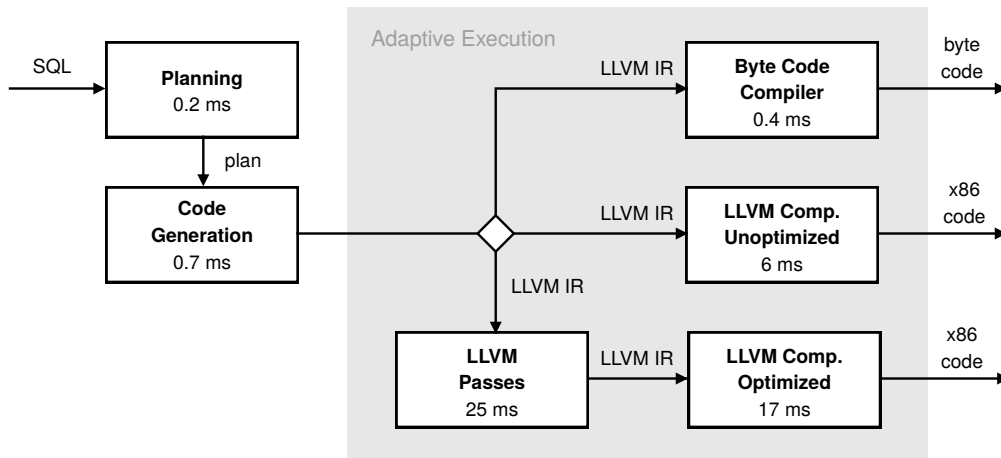 Adaptive Execution
SQL
Planning
0.2 ms
plan
Code
Generation
0.7 ms
LLVM IR
Byte Code
Compiler
0.4 ms
byte
code
LLVM IR
LLVM Comp.
Unoptimized
6 ms
x86
code
LLVM IR
LLVM
Passes
25 ms
LLVM IR
LLVM Comp.
Optimized
17 ms
x86
code